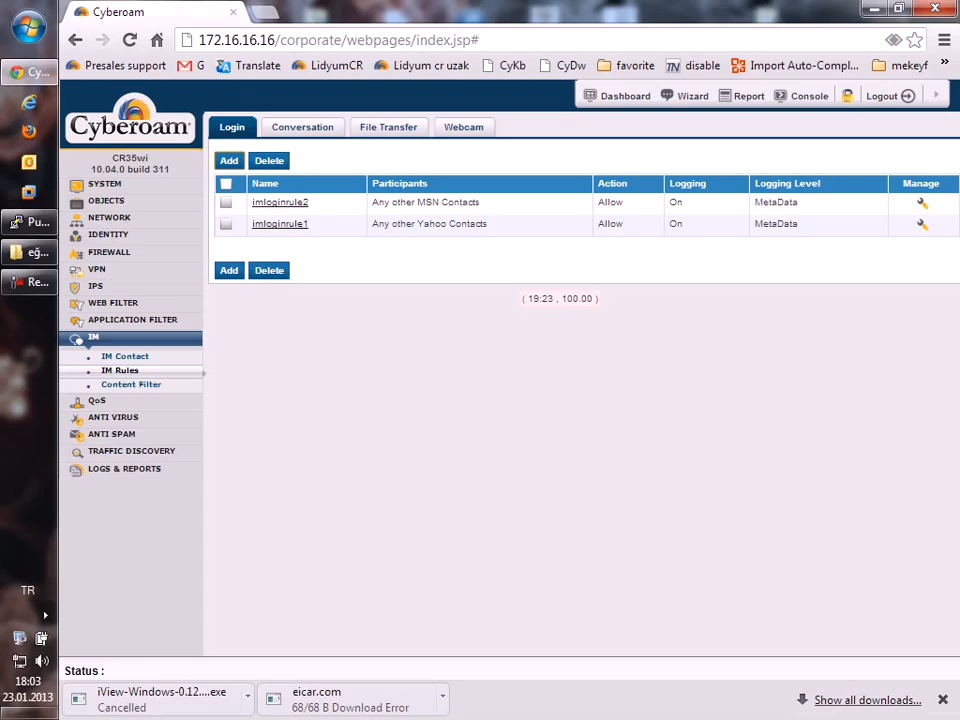 Cyberoam
172.16.16.16/corporate/webpages/index.jsp#
Presales support
G
Translate
LidyumCR
Lidyum cr uzak
CyKb
CyDw
favorite
disable
Import Auto-Compl...
mekeyf
»
Cy...
Pu...
eğ...
Re...
TR
18:03
23.01.2013
Cyberoam
Dashboard
Wizard
Report
Console
Logout
CR35wi
10.04.0 build 311
SYSTEM
OBJECTS
NETWORK
IDENTITY
FIREWALL
VPN
IPS
WEB FILTER
APPLICATION FILTER
IM
IM Contact
IM Rules
Content Filter
QoS
ANTI VIRUS
ANTI SPAM
TRAFFIC DISCOVERY
LOGS & REPORTS
Login Conversation File Transfer Webcam
Add Delete
Name Participants Action Logging Logging Level Manage
imloginrule2 Any other MSN Contacts Allow On MetaData
imloginrule1 Any other Yahoo Contacts Allow On MetaData
Add Delete
( 19:23 , 100.00 )
Status :
iView-Windows-0.12....exe
Cancelled
eicar.com
68/68 B Download Error
Show all downloads...